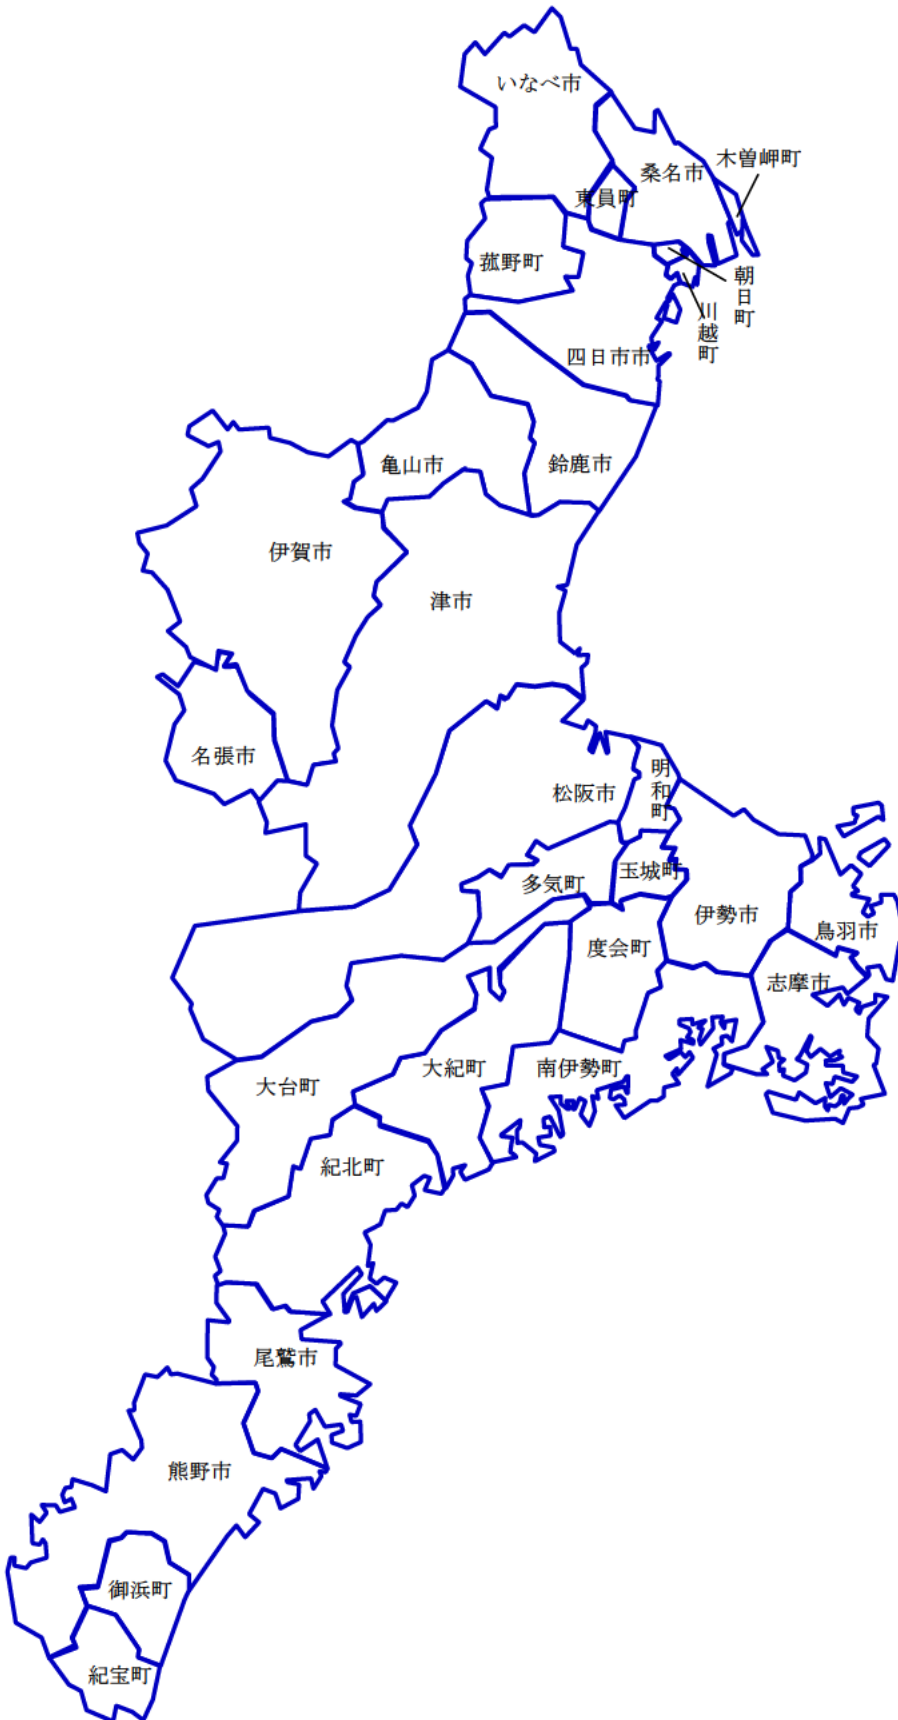 いなべ市
木曽岬町
桑名市
東員町
菰野町
朝日町
川越町
四日市市
亀山市
鈴鹿市
伊賀市
津市
名張市
明和町
松阪市
玉城町
多気町
伊勢市
鳥羽市
度会町
志摩市
大紀町
南伊勢町
大台町
紀北町
尾鷲市
熊野市
御浜町
紀宝町